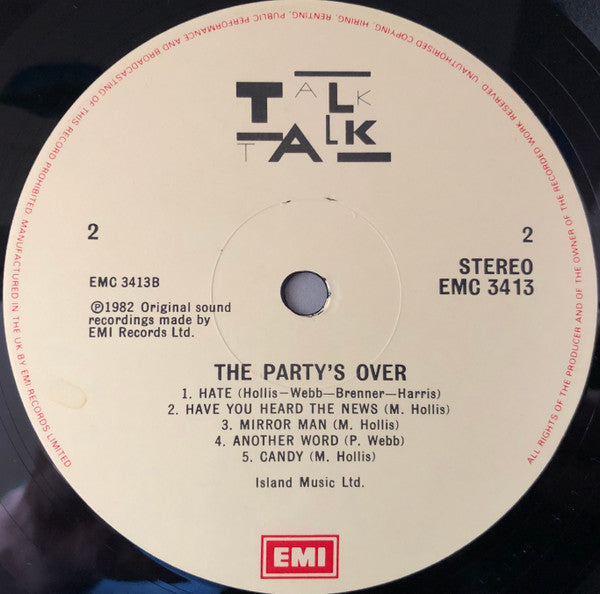 ALL RIGHTS OF THE PRODUCER AND OF THE OWNER OF THE RECORDED WORK RESERVED. UNAUTHORISED COPYING, HIRING, RENTING, PUBLIC PERFORMANCE AND BROADCASTING OF THIS RECORD PROHIBITED. MANUFACTURED IN THE UK BY EMI RECORDS LIMITED
TALK
TALK
2
2
EMC 3413B
STEREO
EMC 3413
℗1982 Original sound
recordings made by
EMI Records Ltd.
THE PARTY'S OVER
1. HATE (Hollis—Webb—Brenner—Harris)
2. HAVE YOU HEARD THE NEWS (M. Hollis)
3. MIRROR MAN (M. Hollis)
4. ANOTHER WORD (P. Webb)
5. CANDY (M. Hollis)
Island Music Ltd.
EMI